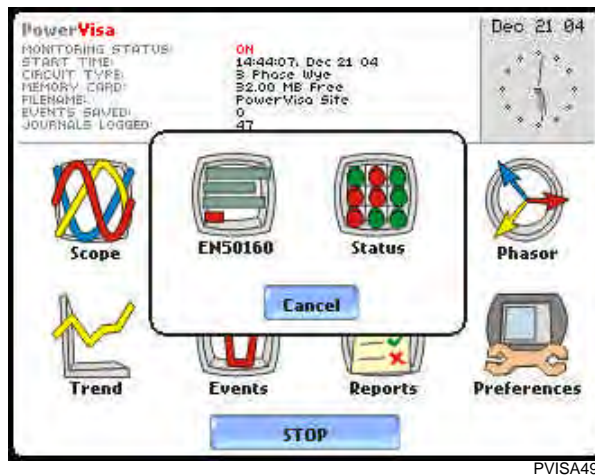 PowerVisa
Dec 21 04
MONITORING STATUS: ON
START TIME: 14:44:07, Dec 21 04
CIRCUIT TYPE: 3 Phase Wye
MEMORY CARD: 32.00 MB Free
FILENAME: PowerVisa Site
EVENTS SAVED: 0
JOURNALS LOGGED: 47
EN50160
Status
Cancel
Scope
Phasor
Trend
Events
Reports
Preferences
STOP
PVISA49